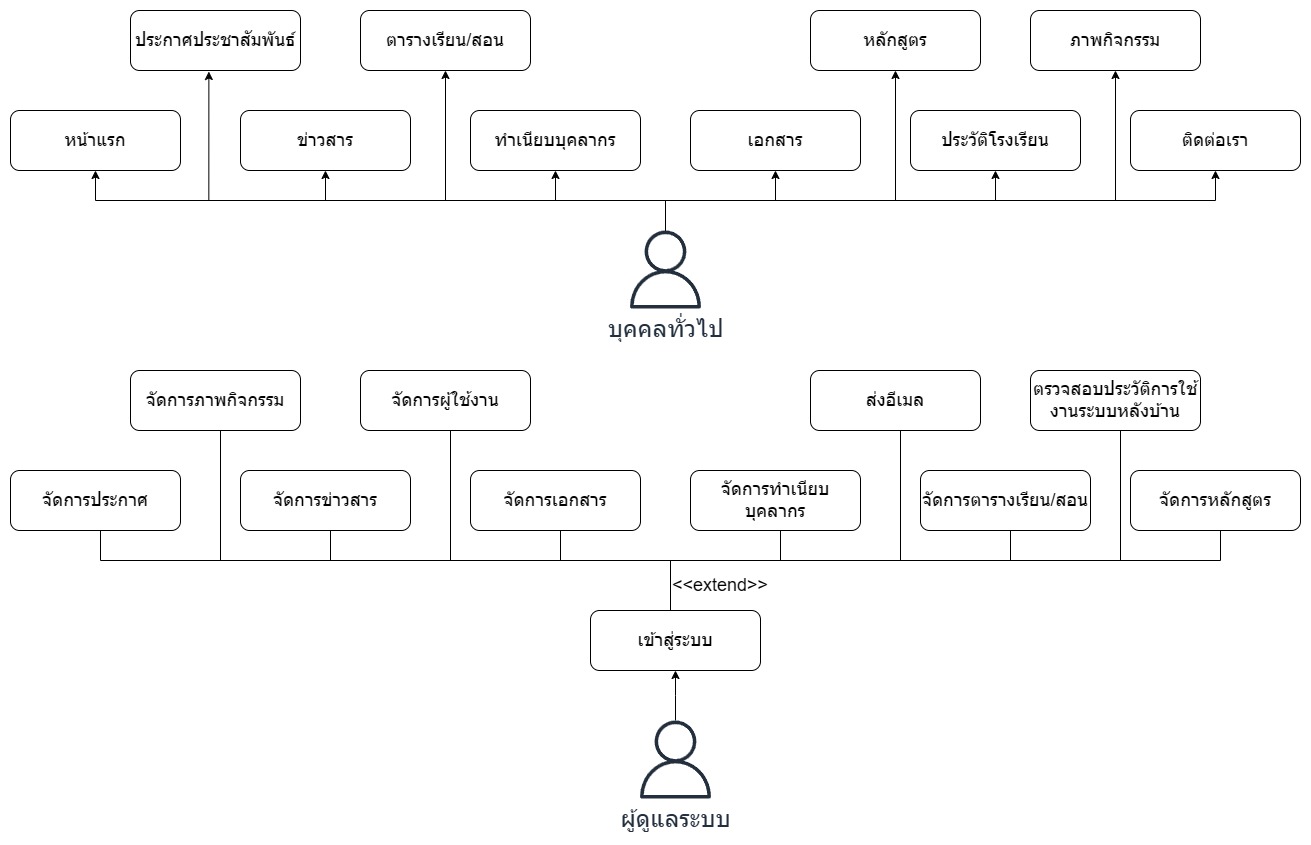 ประกาศประชาสัมพันธ์
ตารางเรียน/สอน
หลักสูตร
ภาพกิจกรรม
หน้าแรก
ข่าวสาร
ทำเนียบบุคลากร
เอกสาร
ประวัติโรงเรียน
ติดต่อเรา
บุคคลทั่วไป
จัดการภาพกิจกรรม
จัดการผู้ใช้งาน
ส่งอีเมล
ตรวจสอบประวัติการใช้
งานระบบหลังบ้าน
จัดการประกาศ
จัดการข่าวสาร
จัดการเอกสาร
จัดการทำเนียบ
บุคลากร
จัดการตารางเรียน/สอน
จัดการหลักสูตร
<<extend>>
เข้าสู่ระบบ
ผู้ดูแลระบบ